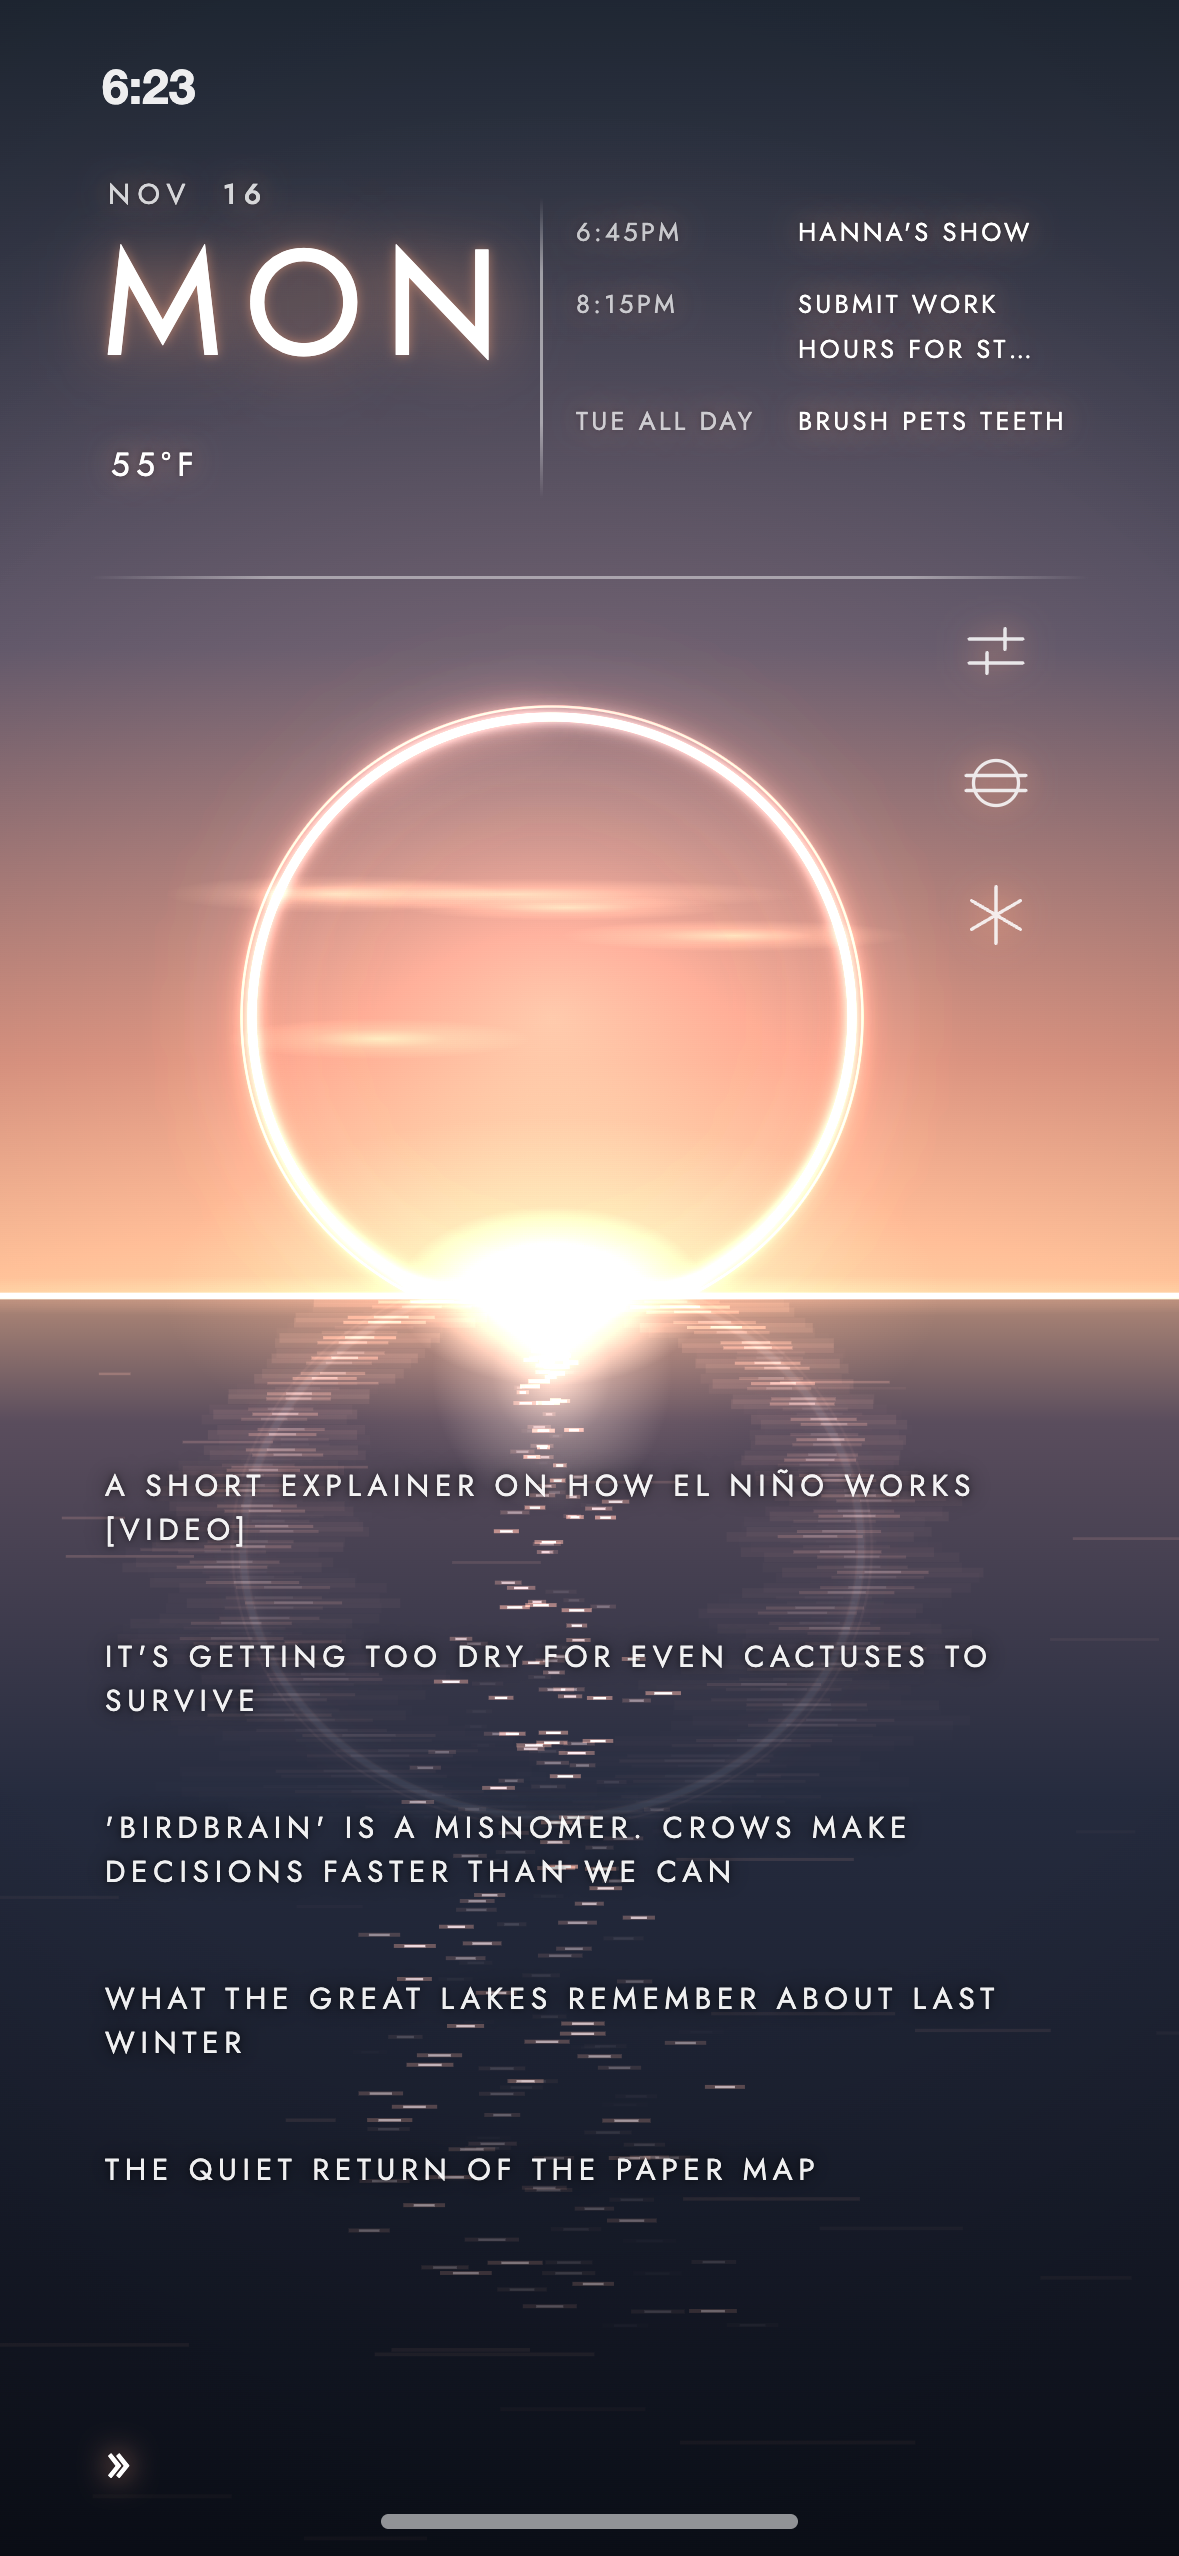 6:23
NOV 16
MON
55°F
6:45PM HANNA'S SHOW
8:15PM SUBMIT WORK
HOURS FOR ST...
TUE ALL DAY BRUSH PETS TEETH
A SHORT EXPLAINER ON HOW EL NIÑO WORKS
[VIDEO]
IT'S GETTING TOO DRY FOR EVEN CACTUSES TO
SURVIVE
'BIRDBRAIN' IS A MISNOMER. CROWS MAKE
DECISIONS FASTER THAN WE CAN
WHAT THE GREAT LAKES REMEMBER ABOUT LAST
WINTER
THE QUIET RETURN OF THE PAPER MAP
»